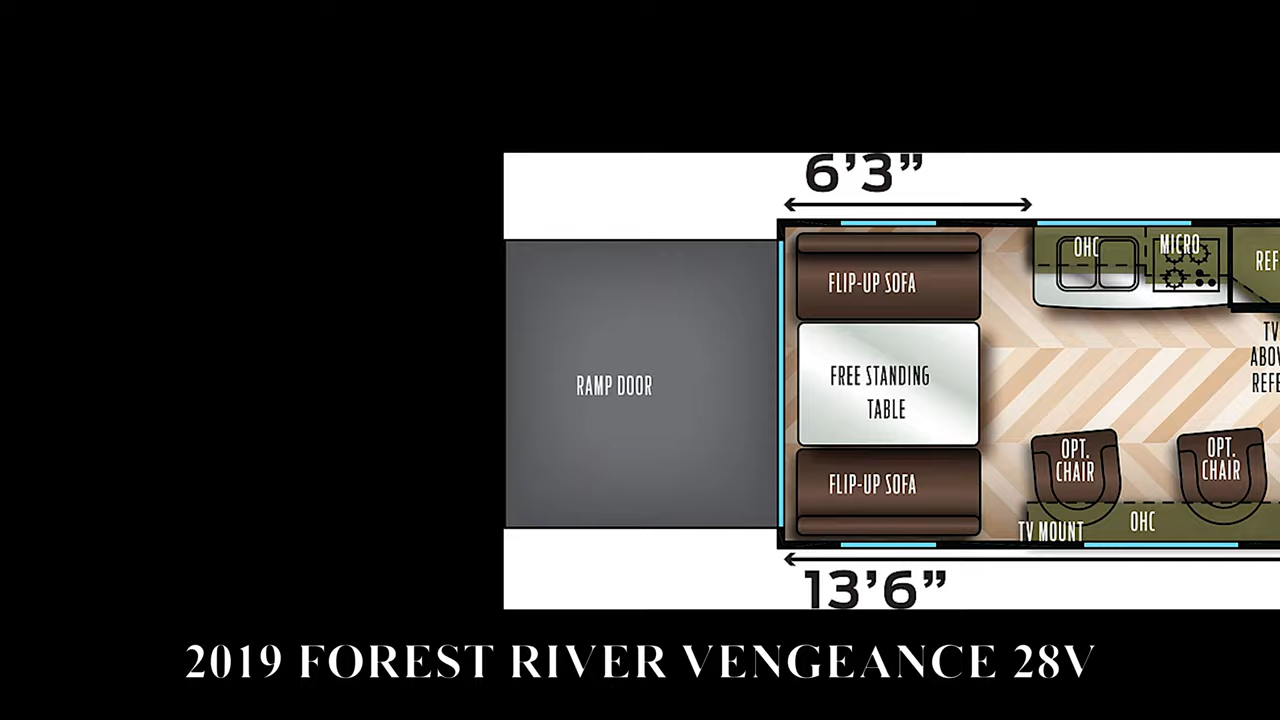 6'3”
OHC
MICRO
FLIP-UP SOFA
FREE STANDING
TABLE
RAMP DOOR
OPT.
CHAIR
OPT.
CHAIR
FLIP-UP SOFA
OHC
TV MOUNT
13'6”
2019 FOREST RIVER VENGEANCE 28V